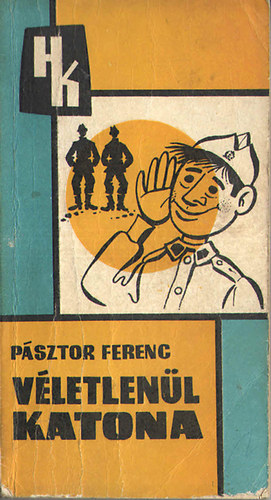 HK
PÁSZTOR FERENC
VÉLETLENÜL
KATONA